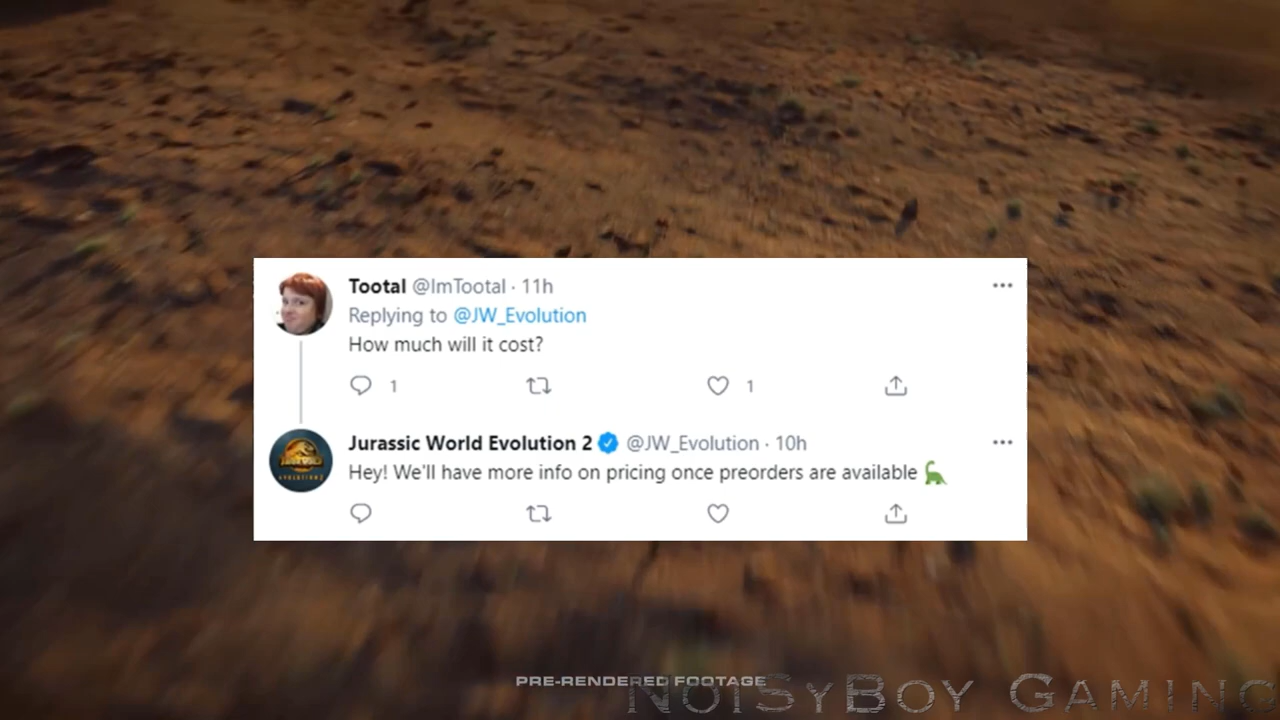 Tootal @ImTootal · 11h
Replying to @JW_Evolution
How much will it cost?
1 1
Jurassic World Evolution 2 @JW_Evolution · 10h
Hey! We'll have more info on pricing once preorders are available
PRE-RENDERED FOOTAGE
NoiSyBoy Gaming